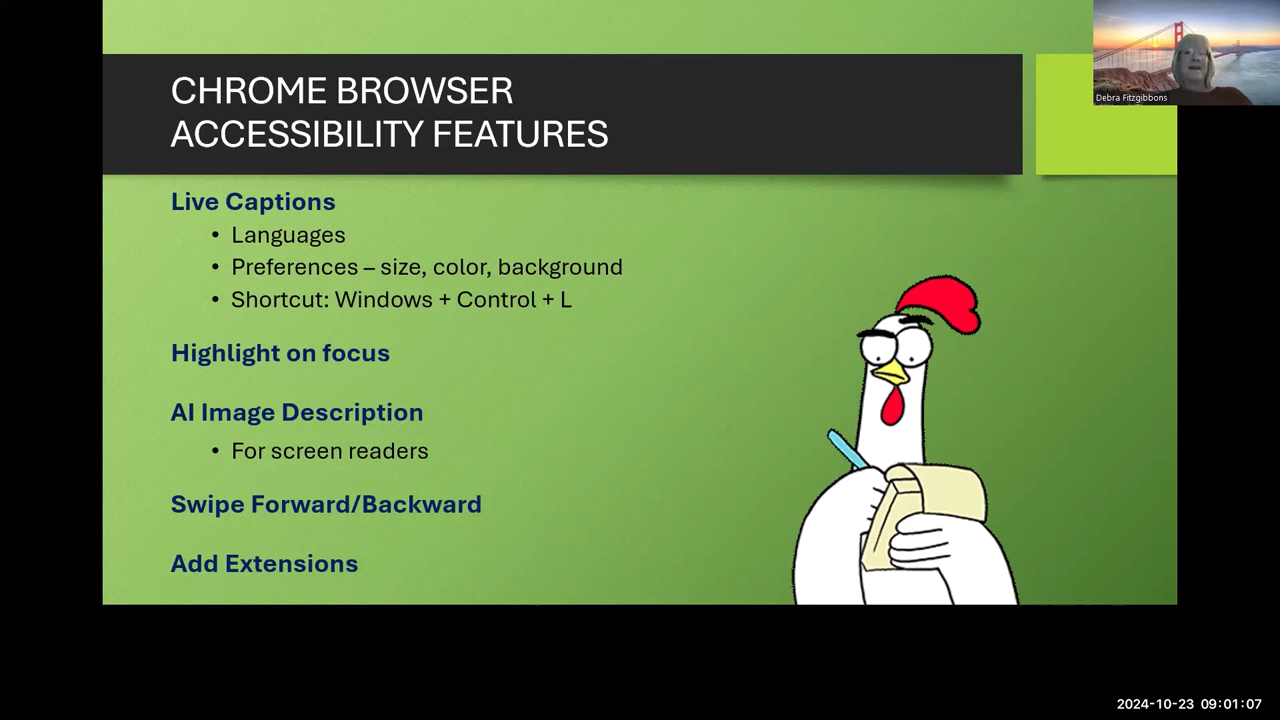 CHROME BROWSER
ACCESSIBILITY FEATURES
Debra Fitzgibbons
Live Captions
• Languages
• Preferences – size, color, background
• Shortcut: Windows + Control + L
Highlight on focus
AI Image Description
• For screen readers
Swipe Forward/Backward
Add Extensions
2024-10-23 09:01:07